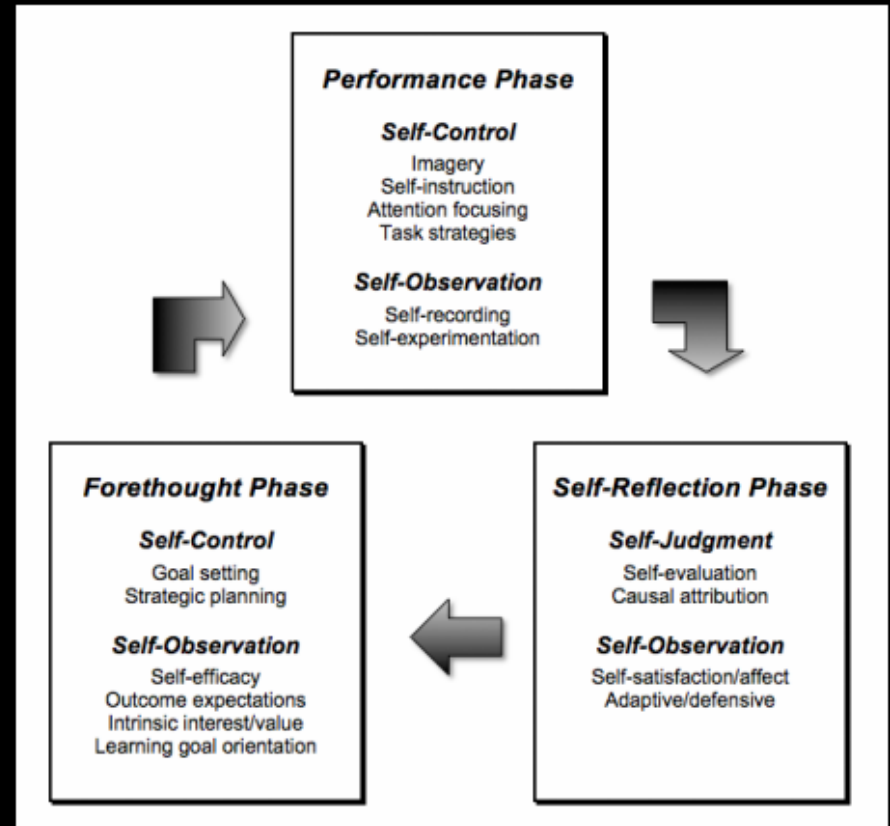 Performance Phase
Self-Control
Imagery
Self-instruction
Attention focusing
Task strategies
Self-Observation
Self-recording
Self-experimentation
Forethought Phase
Self-Control
Goal setting
Strategic planning
Self-Observation
Self-efficacy
Outcome expectations
Intrinsic interest/value
Learning goal orientation
Self-Reflection Phase
Self-Judgment
Self-evaluation
Causal attribution
Self-Observation
Self-satisfaction/affect
Adaptive/defensive